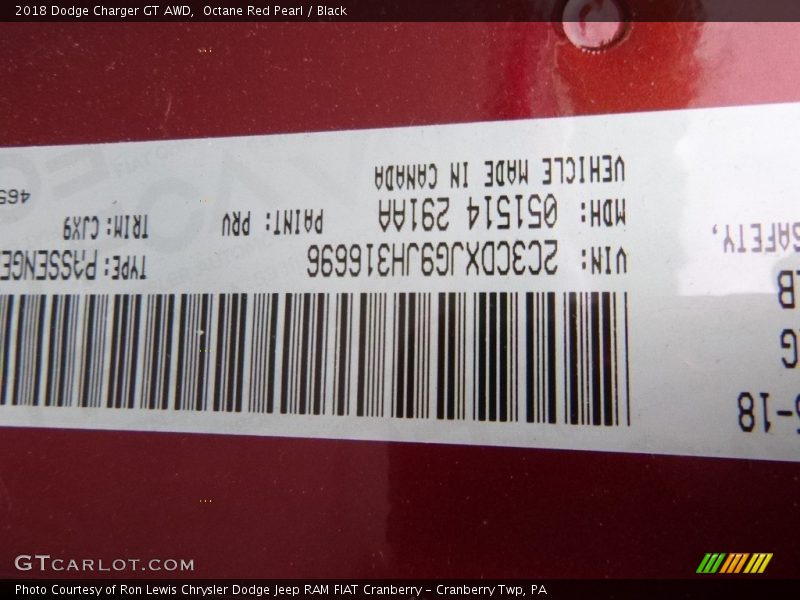 2018 Dodge Charger GT AWD,  Octane Red Pearl / Black
5-18
G
LB
SAFETY,
VIN: 2C3CDXJG9JH316696
TYPE: PASSENGE
MDH: 051514 291AA
PAINT: PRV
TRIM: CJX9
VEHICLE MADE IN CANADA
465
GTCARLOT.COM
Photo Courtesy of Ron Lewis Chrysler Dodge Jeep RAM FIAT Cranberry – Cranberry Twp, PA